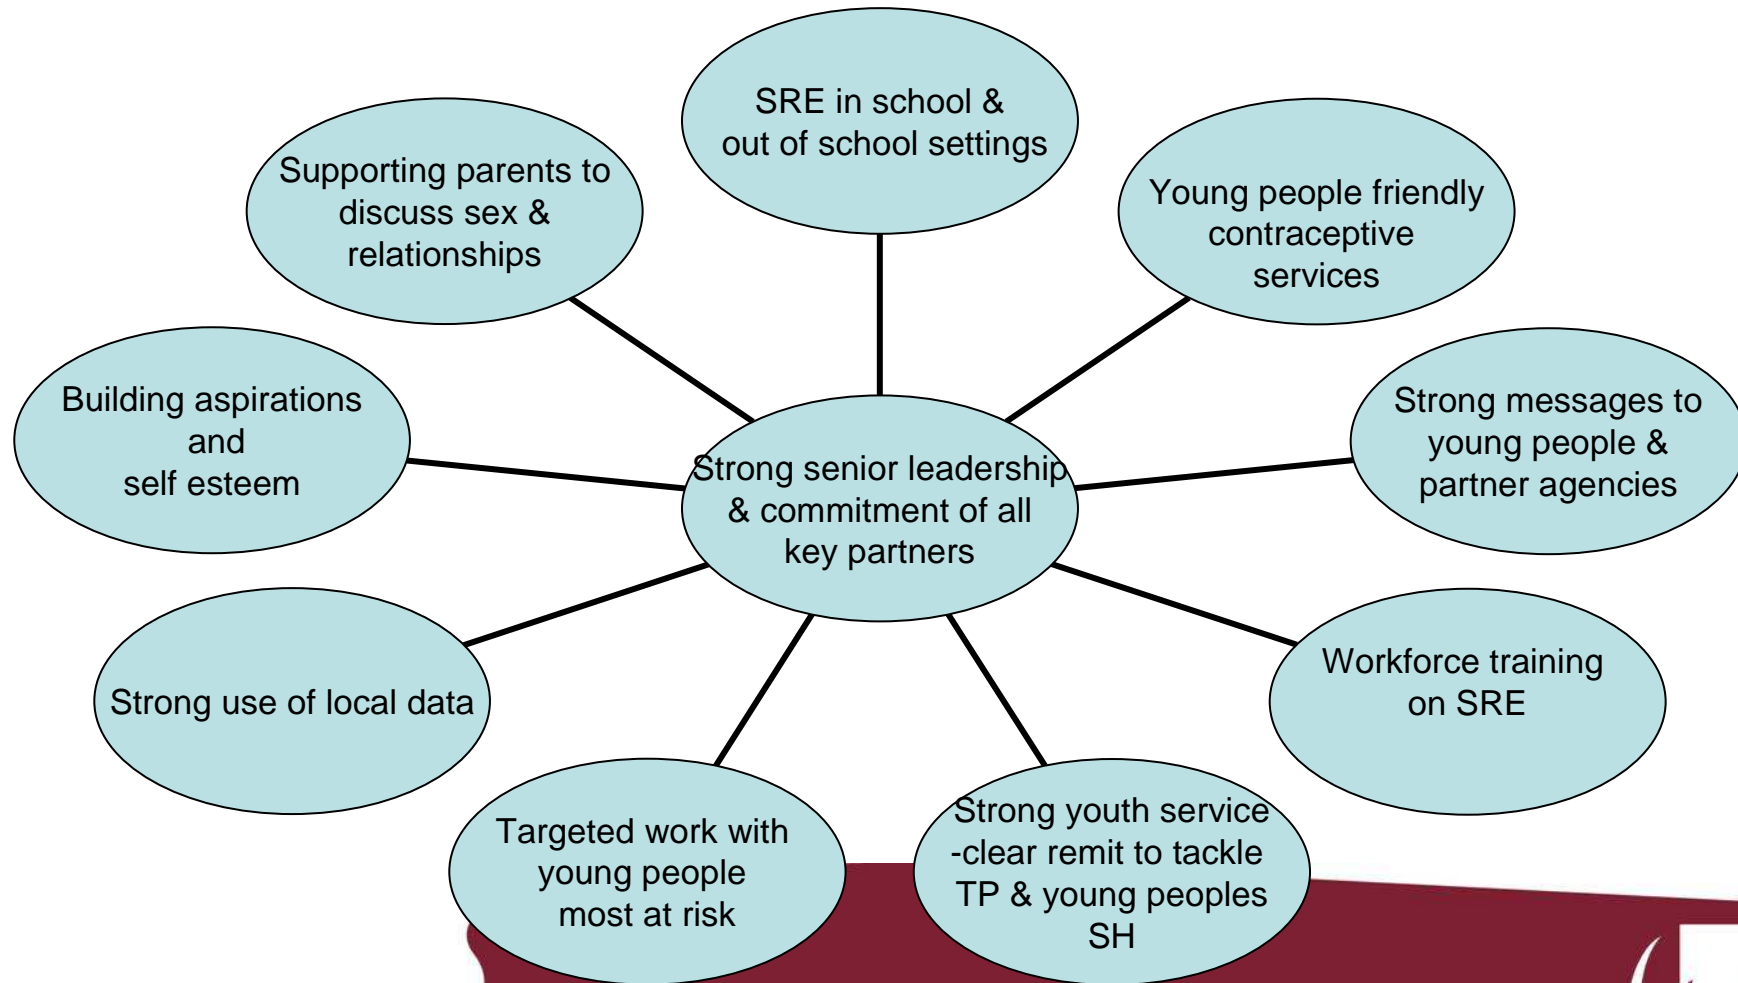 SRE in school &
out of school settings
Supporting parents to
discuss sex &
relationships
Young people friendly
contraceptive
services
Building aspirations
and
self esteem
Strong messages to
young people &
partner agencies
Strong senior leadership
& commitment of all
key partners
Strong use of local data
Workforce training
on SRE
Targeted work with
young people
most at risk
Strong youth service
-clear remit to tackle
TP & young peoples
SH